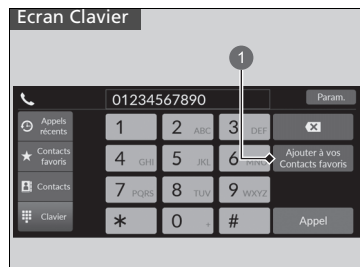 Ecran Clavier
1
01234567890
Param.
Appels
récents
1
2 ABC
3 DEF
Contacts
favoris
4 GHI
5 JKL
6 MNO
Ajouter à vos
Contacts favoris
Contacts
7 PQRS
8 TUV
9 WXYZ
Clavier
*
0 +
#
Appel